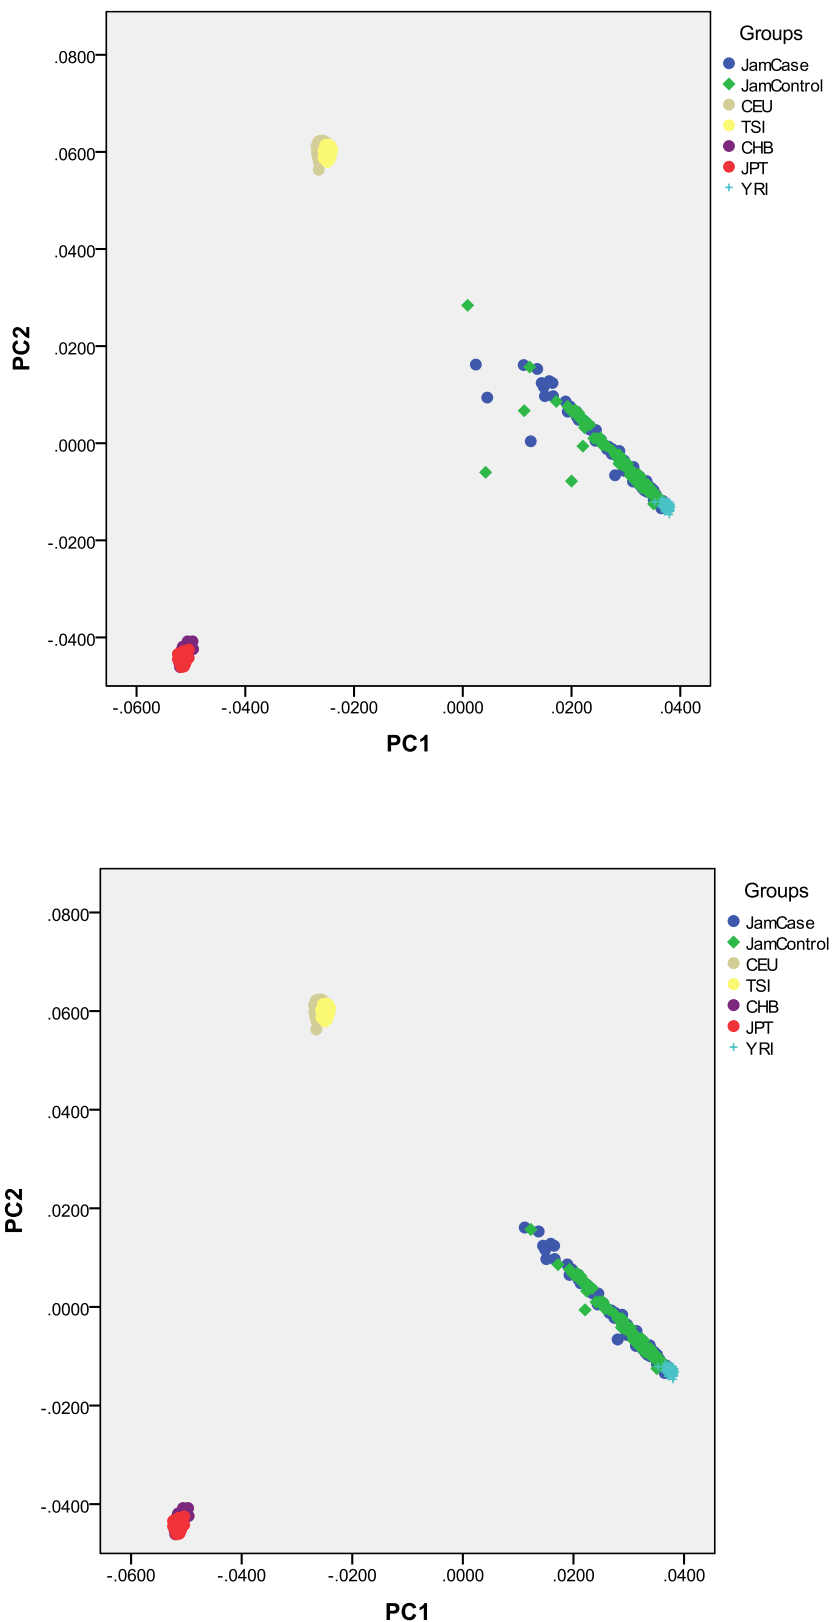 Groups
JamCase
JamControl
CEU
TSI
CHB
JPT
YRI
PC2
.0800
.0600
.0400
.0200
.0000
-.0200
-.0400
-.0600 -.0400 -.0200 .0000 .0200 .0400
PC1
Groups
JamCase
JamControl
CEU
TSI
CHB
JPT
YRI
PC2
.0800
.0600
.0400
.0200
.0000
-.0200
-.0400
-.0600 -.0400 -.0200 .0000 .0200 .0400
PC1